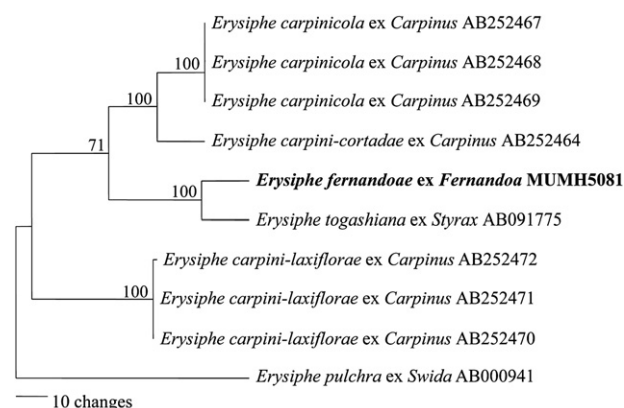 Erysiphe carpinicola ex Carpinus AB252467
100
Erysiphe carpinicola ex Carpinus AB252468
100
Erysiphe carpinicola ex Carpinus AB252469
71
Erysiphe carpini-cortadae ex Carpinus AB252464
100
Erysiphe fernandoae ex Fernandoa MUMH5081
Erysiphe togashiana ex Styrax AB091775
Erysiphe carpini-laxiflorae ex Carpinus AB252472
100
Erysiphe carpini-laxiflorae ex Carpinus AB252471
Erysiphe carpini-laxiflorae ex Carpinus AB252470
Erysiphe pulchra ex Swida AB000941
10 changes